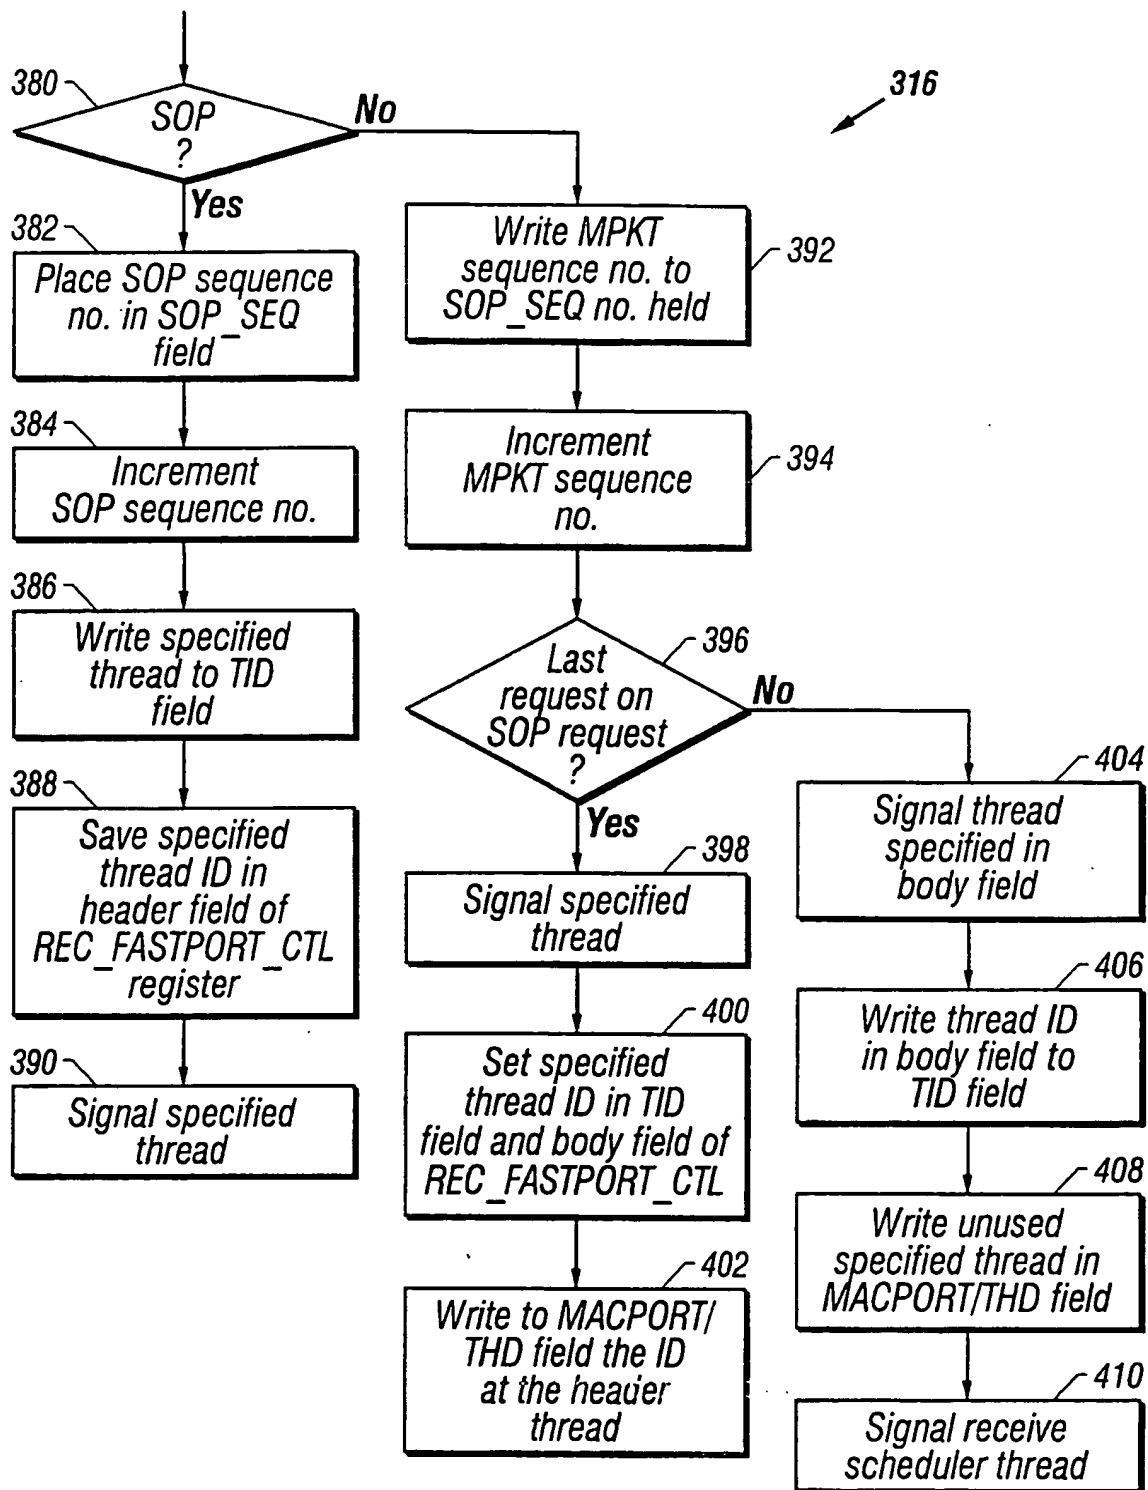 380
SOP
?
No
316
Yes
382
Place SOP sequence
no. in SOP_SEQ
field
384
Increment
SOP sequence no.
386
Write specified
thread to TID
field
388
Save specified
thread ID in
header field of
REC_FASTPORT_CTL
register
390
Signal specified
thread
Write MPKT
sequence no. to
SOP_SEQ no. held
392
Increment
MPKT sequence
no.
394
Last
request on
SOP request
?
396
No
Yes
398
Signal specified
thread
400
Set specified
thread ID in TID
field and body field of
REC_FASTPORT_CTL
402
Write to MACPORT/
THD field the ID
at the header
thread
404
Signal thread
specified in
body field
406
Write thread ID
in body field to
TID field
408
Write unused
specified thread in
MACPORT/THD field
410
Signal receive
scheduler thread